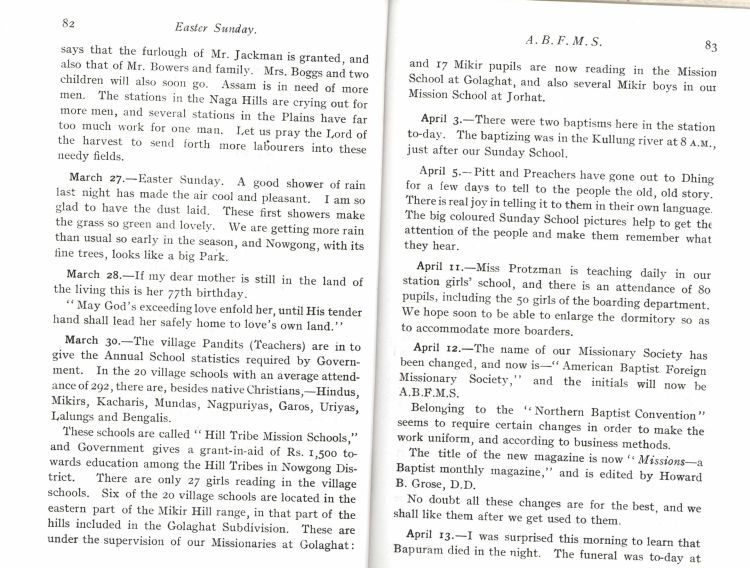 82
Easter Sunday.
says that the furlough of Mr. Jackman is granted, and
also that of Mr. Bowers and family. Mrs. Boggs and two
children will also soon go. Assam is in need of more
men. The stations in the Naga Hills are crying out for
more men, and several stations in the Plains have far
too much work for one man. Let us pray the Lord of
the harvest to send forth more labourers into these
needy fields.
March 27.—Easter Sunday. A good shower of rain
last night has made the air cool and pleasant. I am so
glad to have the dust laid. These first showers make
the grass so green and lovely. We are getting more rain
than usual so early in the season, and Nowgong, with its
fine trees, looks like a big Park.
March 28.—If my dear mother is still in the land of
the living this is her 77th birthday.
"May God's exceeding love enfold her, until His tender
hand shall lead her safely home to love's own land."
March 30.—The village Pandits (Teachers) are in to
give the Annual School statistics required by Govern-
ment. In the 20 village schools with an average attend-
ance of 292, there are, besides native Christians,—Hindus,
Mikirs, Kacharis, Mundas, Nagpuriyas, Garos, Uriyas,
Lalungs and Bengalis.
These schools are called "Hill Tribe Mission Schools,"
and Government gives a grant-in-aid of Rs. 1,500 to-
wards education among the Hill Tribes in Nowgong Dis-
trict. There are only 27 girls reading in the village
schools. Six of the 20 village schools are located in the
eastern part of the Mikir Hill range, in that part of the
hills included in the Golaghat Subdivision. These are
under the supervision of our Missionaries at Golaghat:
A. B. F. M. S.
83
and 17 Mikir pupils are now reading in the Mission
School at Golaghat, and also several Mikir boys in our
Mission School at Jorhat.
April 3.—There were two baptisms here in the station
to-day. The baptizing was in the Kullung river at 8 A.M.,
just after our Sunday School.
April 5.—Pitt and Preachers have gone out to Dhing
for a few days to tell to the people the old, old story.
There is real joy in telling it to them in their own language.
The big coloured Sunday School pictures help to get the
attention of the people and make them remember what
they hear.
April 11.—Miss Protzman is teaching daily in our
station girls' school, and there is an attendance of 80
pupils, including the 50 girls of the boarding department.
We hope soon to be able to enlarge the dormitory so as
to accommodate more boarders.
April 12.—The name of our Missionary Society has
been changed, and now is—"American Baptist Foreign
Missionary Society," and the initials will now be
A.B.F.M.S.
Belonging to the "Northern Baptist Convention"
seems to require certain changes in order to make the
work uniform, and according to business methods.
The title of the new magazine is now "Missions—a
Baptist monthly magazine," and is edited by Howard
B. Grose, D.D.
No doubt all these changes are for the best, and we
shall like them after we get used to them.
April 13.—I was surprised this morning to learn that
Bapuram died in the night. The funeral was to-day at